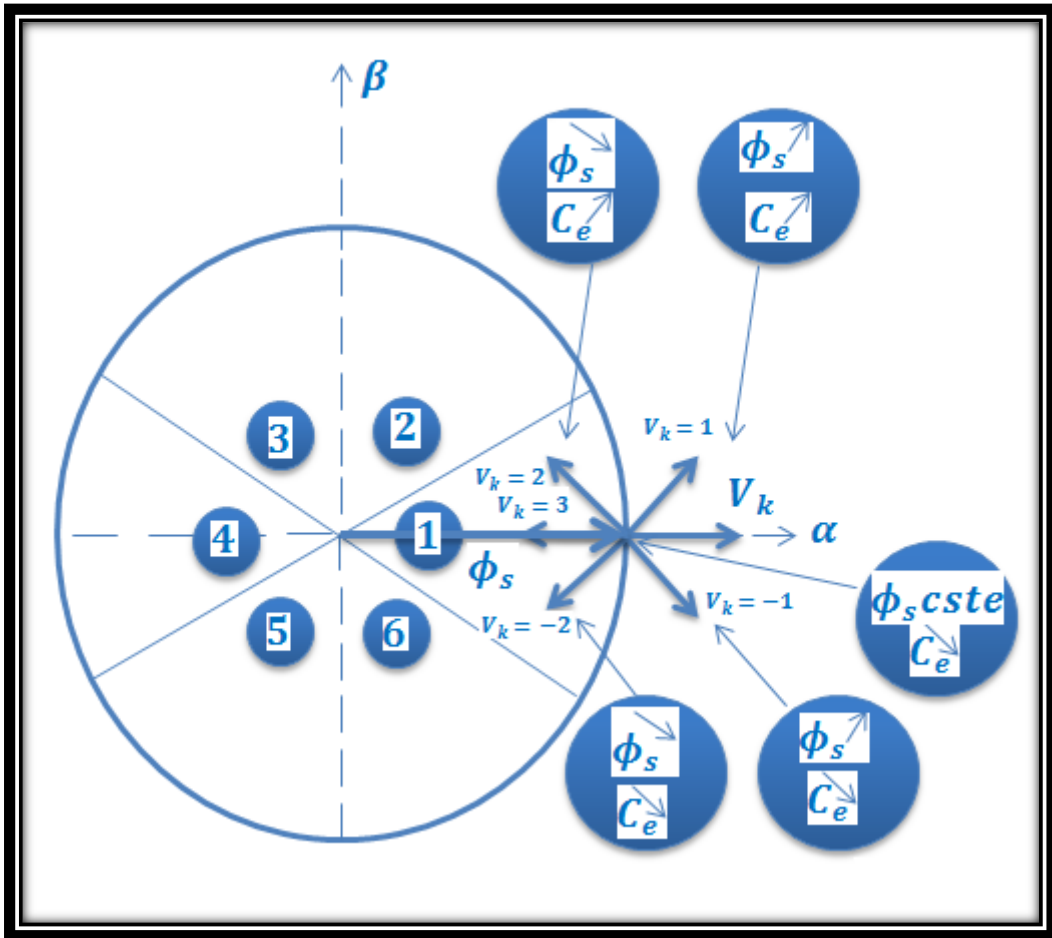 β
ϕₛ
Cₑ
ϕₛ
Cₑ
3
2
Vₖ = 1
Vₖ = 2
Vₖ = 3
Vₖ
α
4
1
ϕₛ
Vₖ = −1
Vₖ = −2
ϕₛ cste
Cₑ
5
6
ϕₛ
Cₑ
ϕₛ
Cₑ